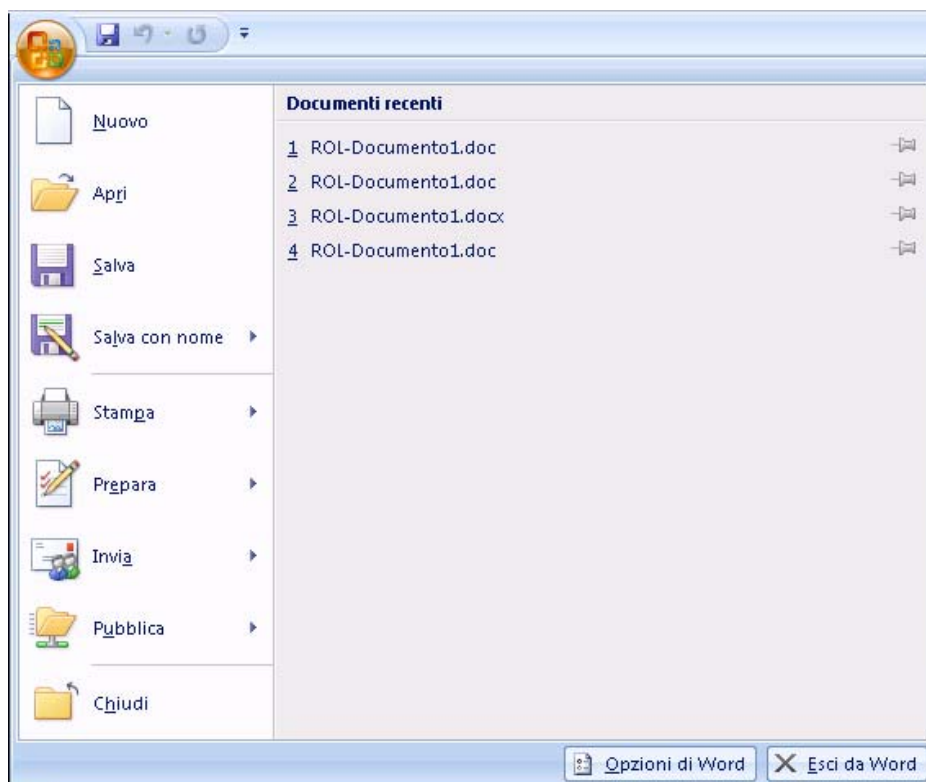 Nuovo
Apri
Salva
Salva con nome
Stampa
Prepara
Invia
Pubblica
Chiudi
Documenti recenti
1 ROL-Documento1.doc
2 ROL-Documento1.doc
3 ROL-Documento1.docx
4 ROL-Documento1.doc
Opzioni di Word
Esci da Word